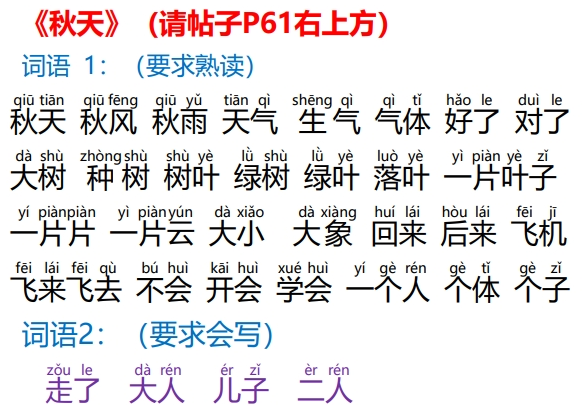 《秋天》（请帖子P61右上方）
词语 1：（要求熟读）
qiū tiān qiū fēng qiū yǔ tiān qì shēng qì qì tǐ hǎo le duì le
秋天 秋风 秋雨 天气 生气 气体 好了 对了
dà shù zhòng shù shù yè lǜ shù lǜ yè luò yè yì piàn yè zǐ
大树 种树 树叶 绿树 绿叶 落叶 一片叶子
yí piànpiàn yì piànyún dà xiǎo dà xiàng huí lái hòu lái fēi jī
一片片 一片云 大小 大象 回来 后来 飞机
fēi lái fēi qù bú huì kāi huì xué huì yí gè rén gè tǐ gè zǐ
飞来飞去 不会 开会 学会 一个人 个体 个子
词语2：（要求会写）
zǒu le dà rén ér zǐ èr rén
走了 大人 儿子 二人